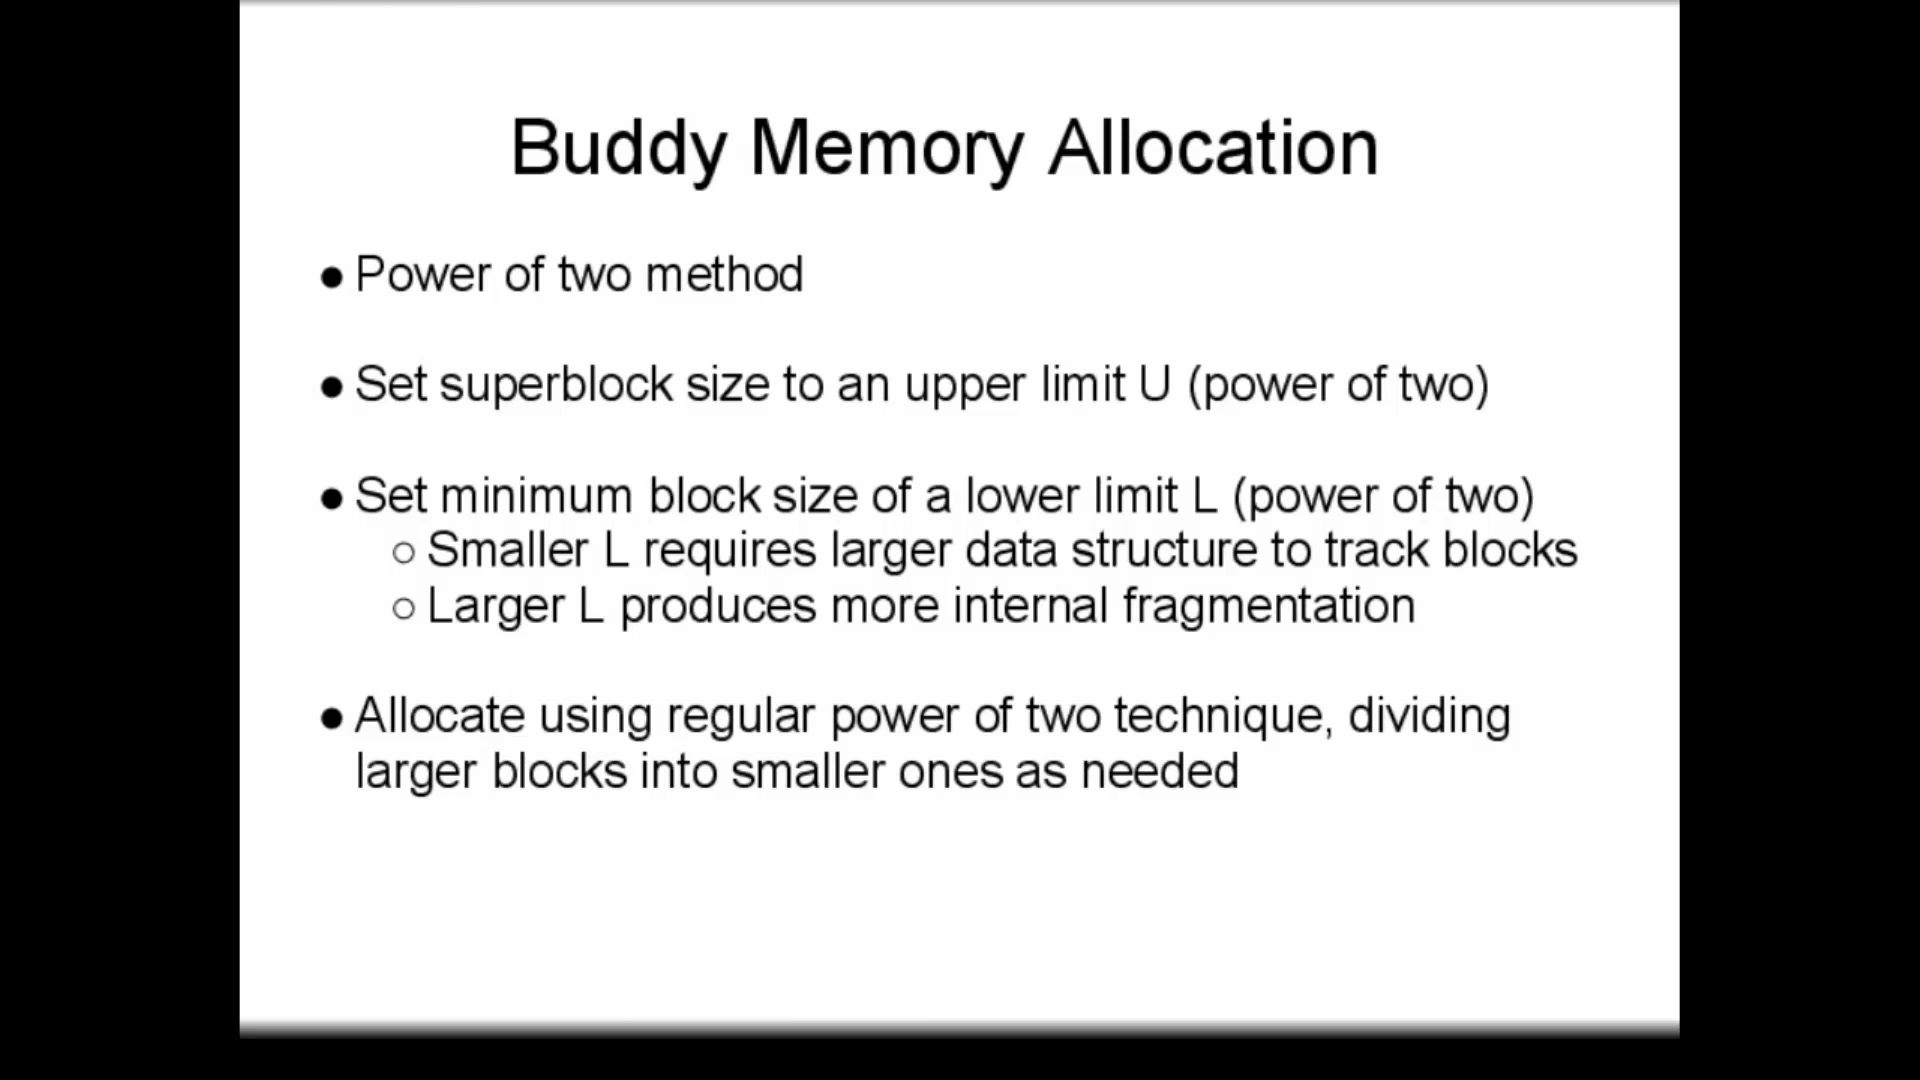 Buddy Memory Allocation
● Power of two method
● Set superblock size to an upper limit U (power of two)
● Set minimum block size of a lower limit L (power of two)
○ Smaller L requires larger data structure to track blocks
○ Larger L produces more internal fragmentation
● Allocate using regular power of two technique, dividing
larger blocks into smaller ones as needed